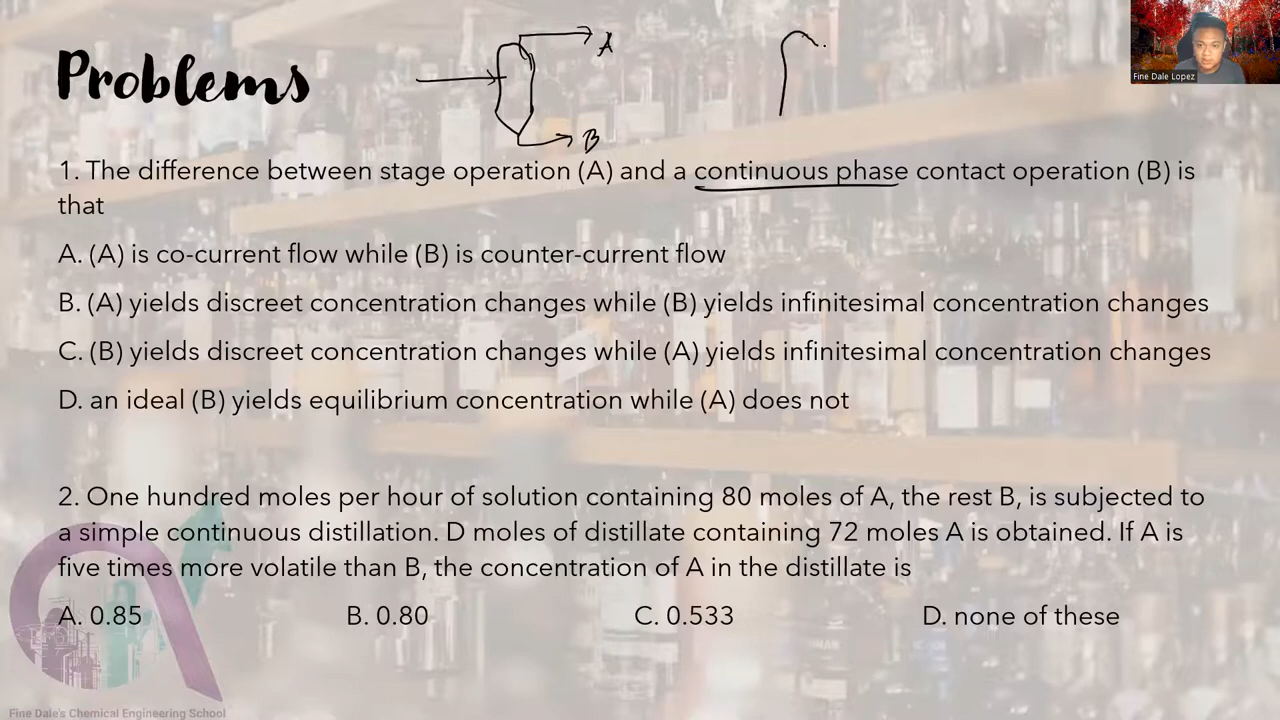 Problems
A
B
Fine Dale Lopez
1. The difference between stage operation (A) and a continuous phase contact operation (B) is
that
A. (A) is co-current flow while (B) is counter-current flow
B. (A) yields discreet concentration changes while (B) yields infinitesimal concentration changes
C. (B) yields discreet concentration changes while (A) yields infinitesimal concentration changes
D. an ideal (B) yields equilibrium concentration while (A) does not
2. One hundred moles per hour of solution containing 80 moles of A, the rest B, is subjected to
a simple continuous distillation. D moles of distillate containing 72 moles A is obtained. If A is
five times more volatile than B, the concentration of A in the distillate is
A. 0.85 B. 0.80 C. 0.533 D. none of these
Fine Dale's Chemical Engineering School